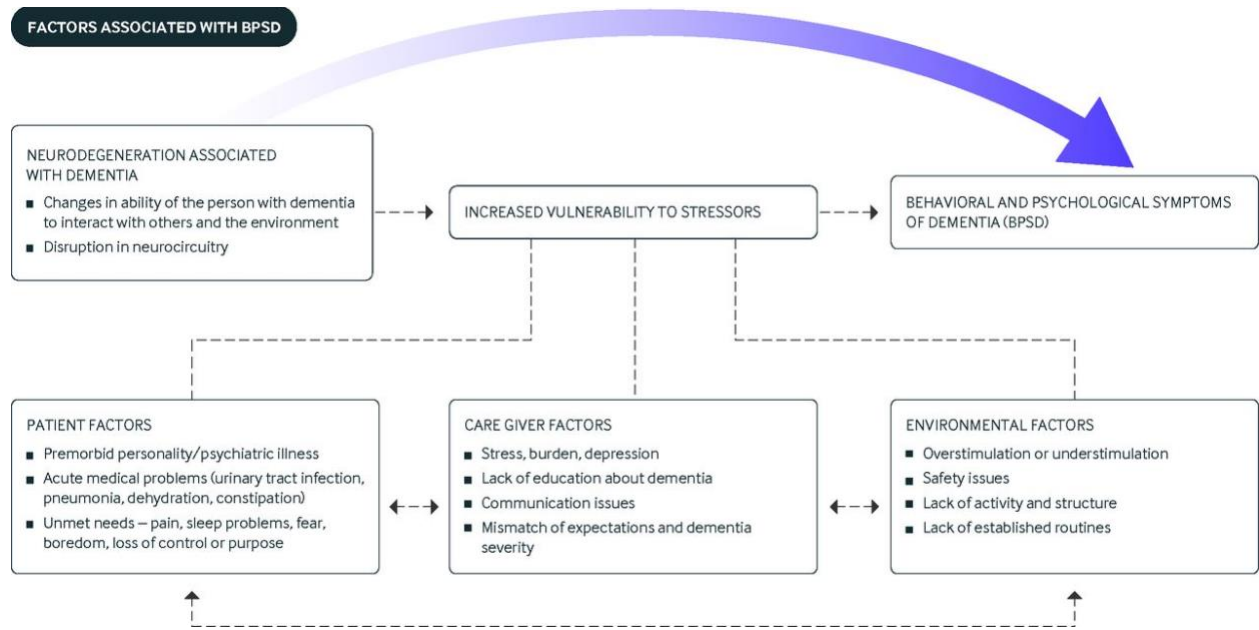 FACTORS ASSOCIATED WITH BPSD
NEURODEGENERATION ASSOCIATED
WITH DEMENTIA
▪ Changes in ability of the person with dementia
to interact with others and the environment
▪ Disruption in neurocircuitry
INCREASED VULNERABILITY TO STRESSORS
BEHAVIORAL AND PSYCHOLOGICAL SYMPTOMS
OF DEMENTIA (BPSD)
PATIENT FACTORS
▪ Premorbid personality/psychiatric illness
▪ Acute medical problems (urinary tract infection,
pneumonia, dehydration, constipation)
▪ Unmet needs – pain, sleep problems, fear,
boredom, loss of control or purpose
CARE GIVER FACTORS
▪ Stress, burden, depression
▪ Lack of education about dementia
▪ Communication issues
▪ Mismatch of expectations and dementia
severity
ENVIRONMENTAL FACTORS
▪ Overstimulation or understimulation
▪ Safety issues
▪ Lack of activity and structure
▪ Lack of established routines